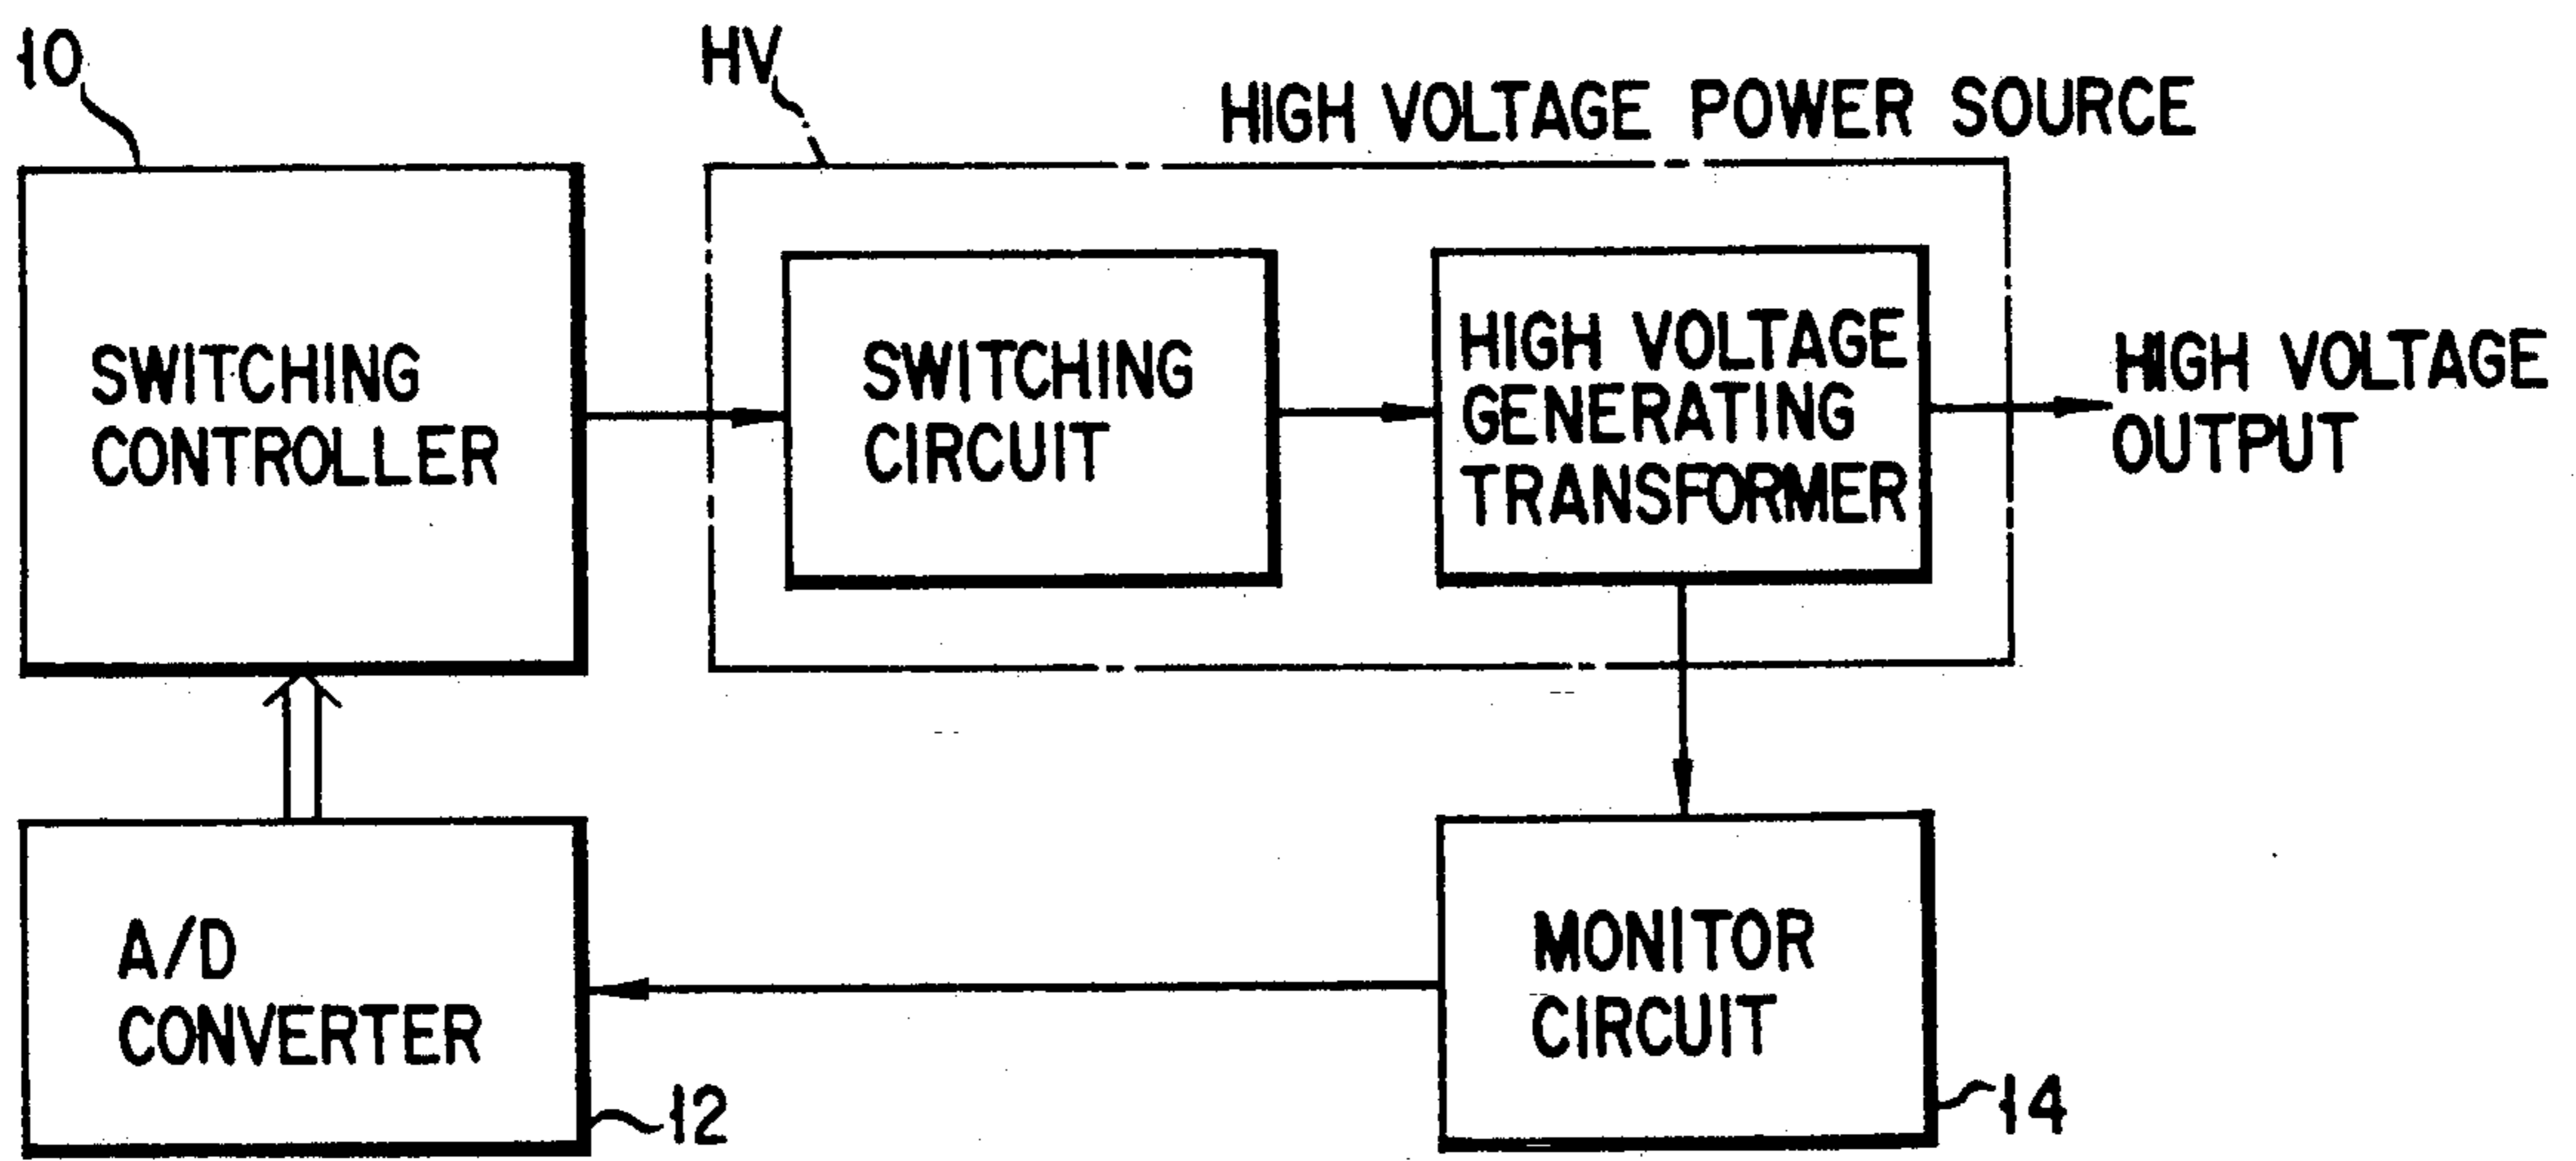 10
HV
HIGH VOLTAGE POWER SOURCE
SWITCHING
CONTROLLER
SWITCHING
CIRCUIT
HIGH VOLTAGE
GENERATING
TRANSFORMER
HIGH VOLTAGE
OUTPUT
A/D
CONVERTER
12
MONITOR
CIRCUIT
14